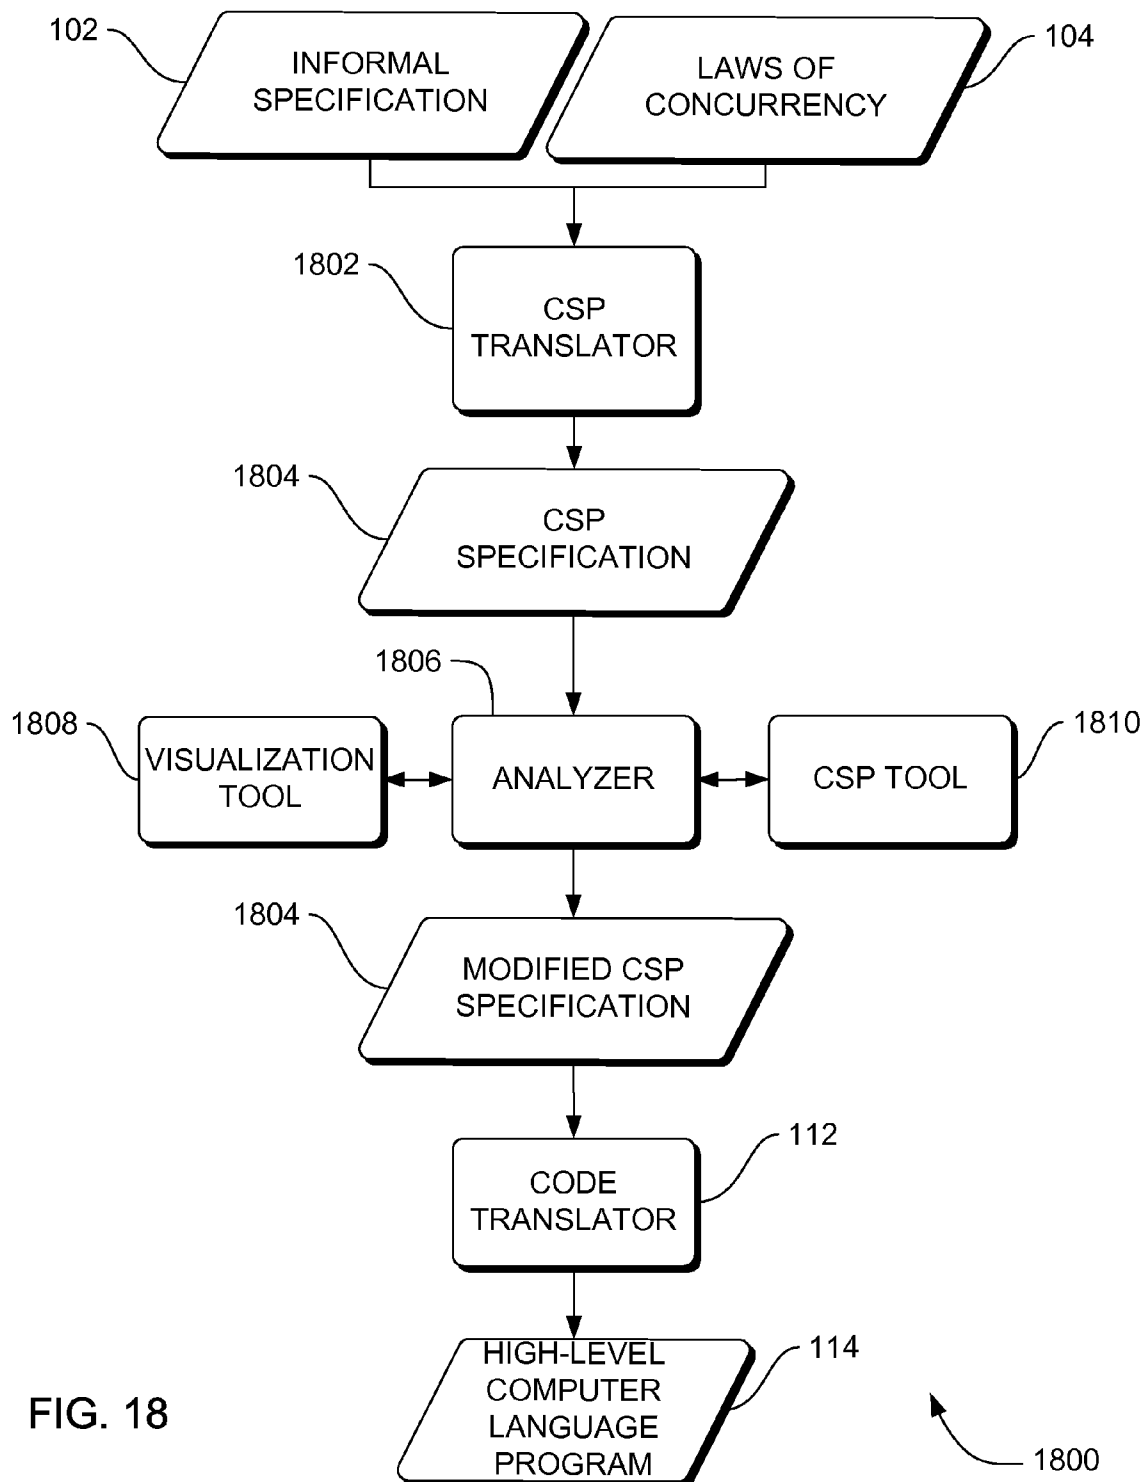 102
INFORMAL
SPECIFICATION
LAWS OF
CONCURRENCY
104
1802
CSP
TRANSLATOR
1804
CSP
SPECIFICATION
1806
1808
VISUALIZATION
TOOL
ANALYZER
CSP TOOL
1810
1804
MODIFIED CSP
SPECIFICATION
112
CODE
TRANSLATOR
HIGH-LEVEL
COMPUTER
LANGUAGE
PROGRAM
114
FIG. 18
1800